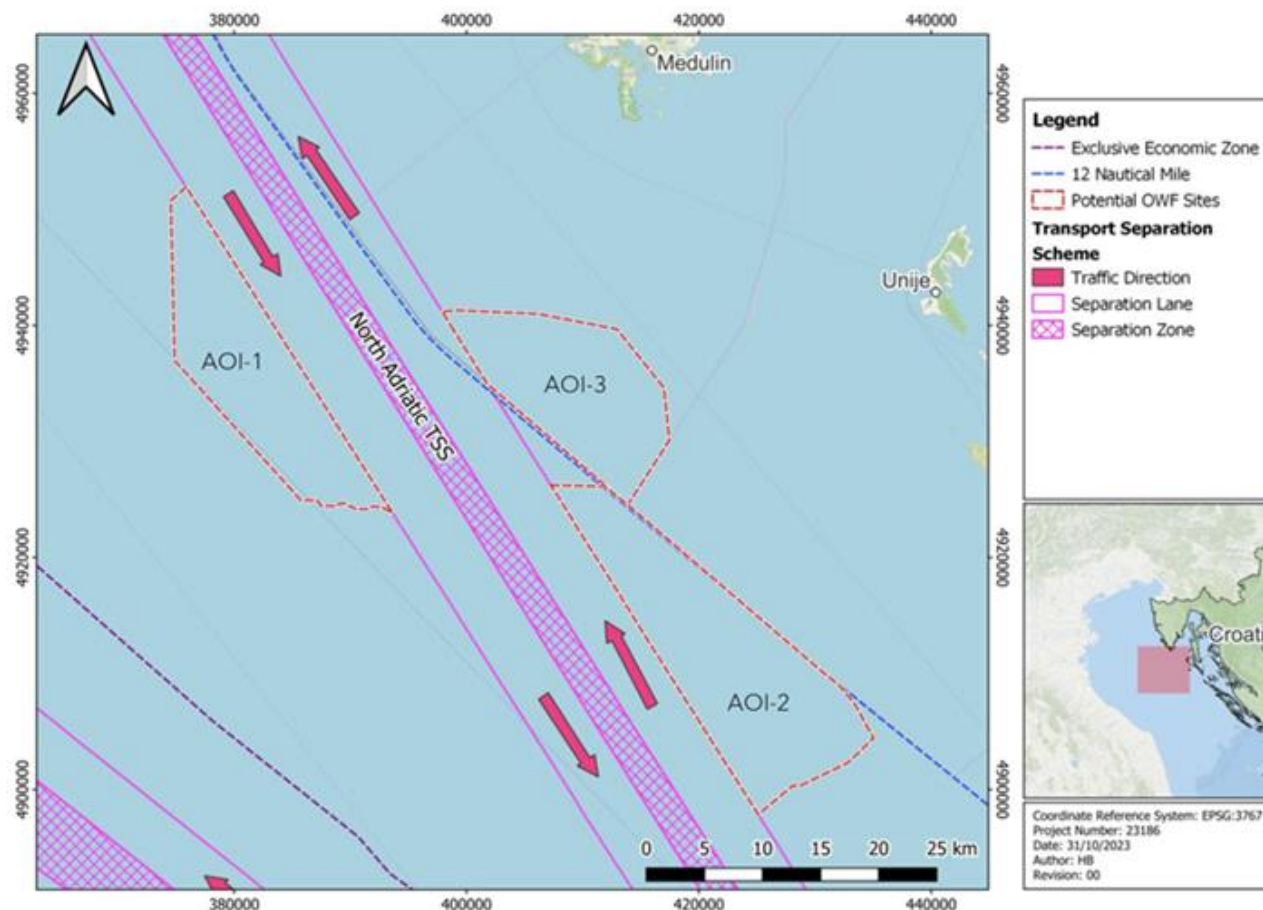 380000
400000
420000
440000
4960000
4960000
Medulin
Unije
4940000
4940000
AOI-1
AOI-3
North Adriatic TSS
4920000
4920000
AOI-2
4900000
4900000
0 5 10 15 20 25 km
380000
400000
420000
440000
Legend
Exclusive Economic Zone
12 Nautical Mile
Potential OWF Sites
Transport Separation
Scheme
Traffic Direction
Separation Lane
Separation Zone
Croati
Coordinate Reference System: EPSG:3767
Project Number: 23186
Date: 31/10/2023
Author: HB
Revision: 00